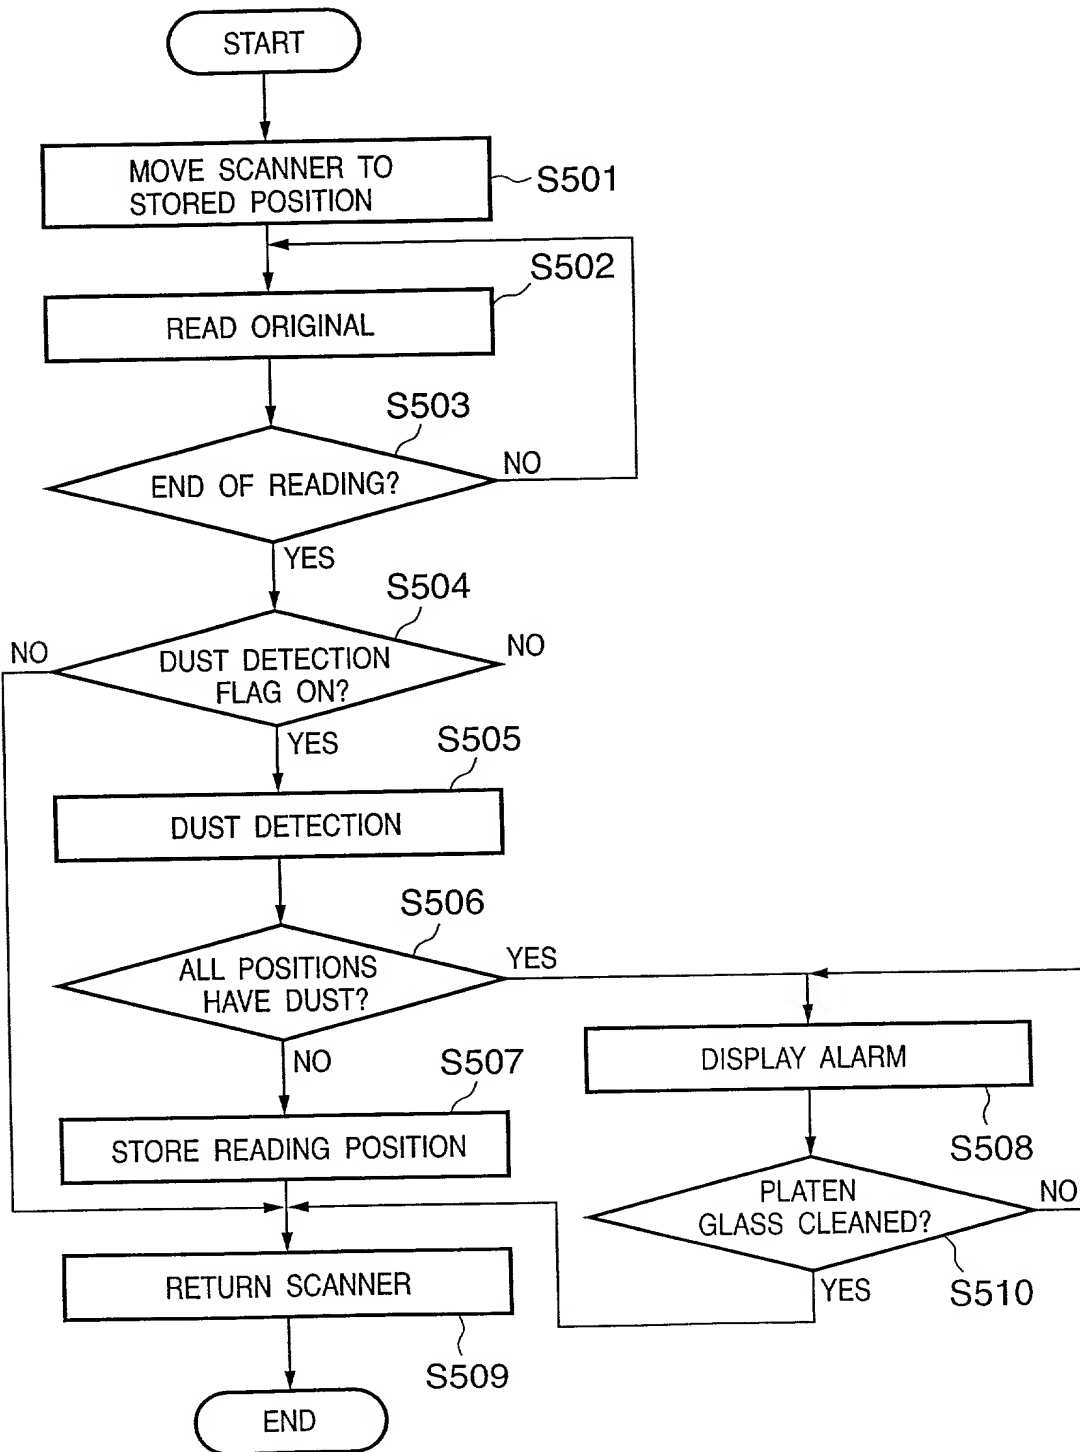 START
MOVE SCANNER TO
STORED POSITION
S501
S502
READ ORIGINAL
S503
END OF READING?
NO
YES
S504
NO
DUST DETECTION
FLAG ON?
NO
YES
S505
DUST DETECTION
S506
ALL POSITIONS
HAVE DUST?
YES
NO
S507
STORE READING POSITION
DISPLAY ALARM
S508
PLATEN
GLASS CLEANED?
NO
YES
S510
RETURN SCANNER
S509
END